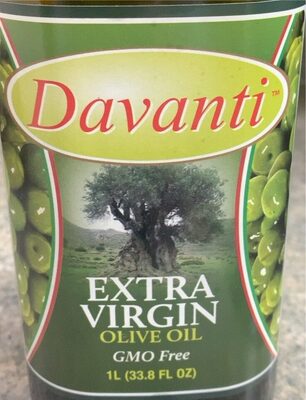 Davanti™
EXTRA
VIRGIN
OLIVE OIL
GMO Free
1L (33.8 FL OZ)